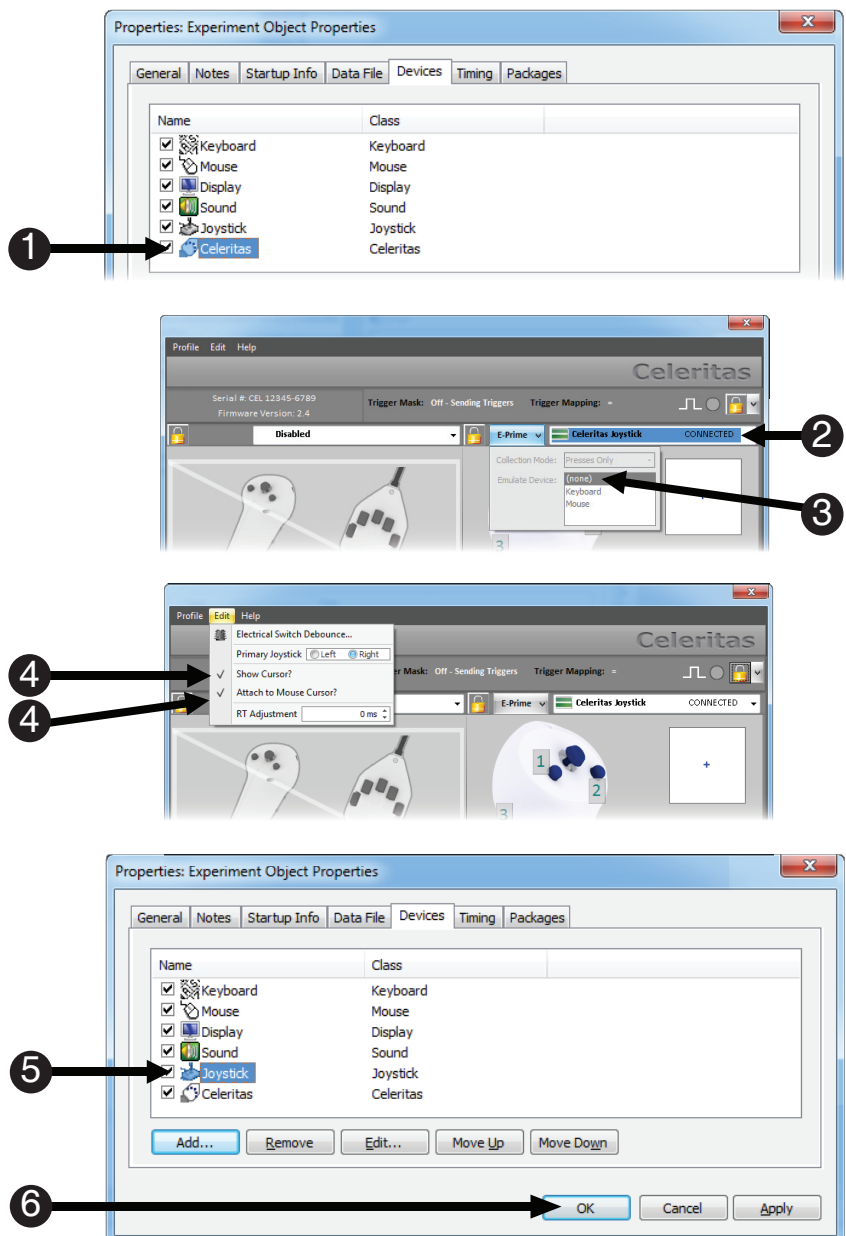 Properties: Experiment Object Properties
General Notes Startup Info Data File Devices Timing Packages
Name Class
Keyboard Keyboard
Mouse Mouse
Display Display
Sound Sound
Joystick Joystick
1 Celeritas Celeritas
Profile Edit Help
Celeritas
Serial #: CEL 12345-6789
Firmware Version: 2.4
Trigger Mask: Off - Sending Triggers Trigger Mapping: =
Disabled E-Prime Celeritas Joystick CONNECTED 2
Collection Mode: Presses Only
Emulate Device: (none)
Keyboard
Mouse
3
3
Profile Edit Help
Electrical Switch Debounce...
Celeritas
Primary Joystick Left Right
4 Show Cursor?
er Mask: Off - Sending Triggers Trigger Mapping: =
4 Attach to Mouse Cursor?
E-Prime Celeritas Joystick CONNECTED
RT Adjustment 0 ms
1
2
3
Properties: Experiment Object Properties
General Notes Startup Info Data File Devices Timing Packages
Name Class
Keyboard Keyboard
Mouse Mouse
Display Display
Sound Sound
5 Joystick Joystick
Celeritas Celeritas
Add... Remove Edit... Move Up Move Down
6 OK Cancel Apply